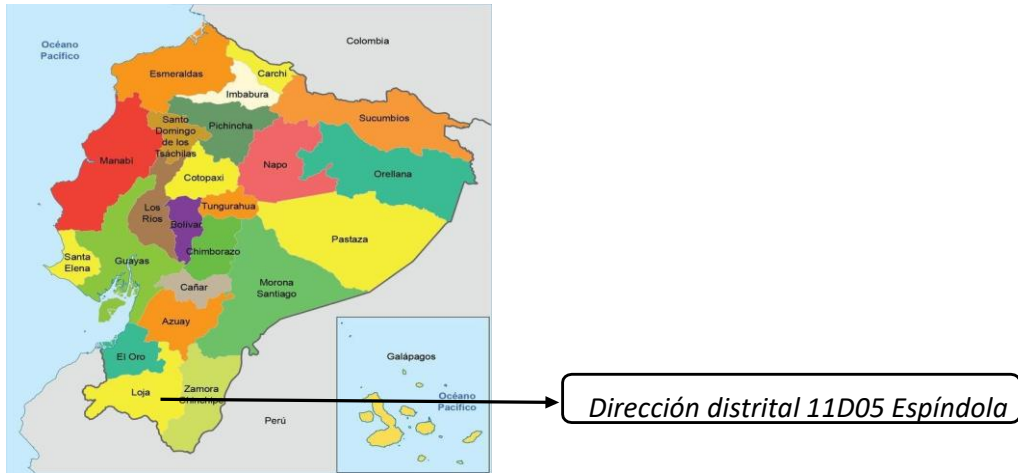 Océano
Pacífico
Colombia
Esmeraldas
Carchi
Imbabura
Sucumbios
Santo
Domingo
de los
Tsáchilas
Pichincha
Manabí
Napo
Orellana
Cotopaxi
Los
Ríos
Bolívar
Tungurahua
Pastaza
Santa
Elena
Guayas
Chimborazo
Cañar
Morona
Santiago
Azuay
El Oro
Loja
Zamora
Chinchipe
Perú
Galápagos
Océano
Pacífico
Dirección distrital 11D05 Espíndola